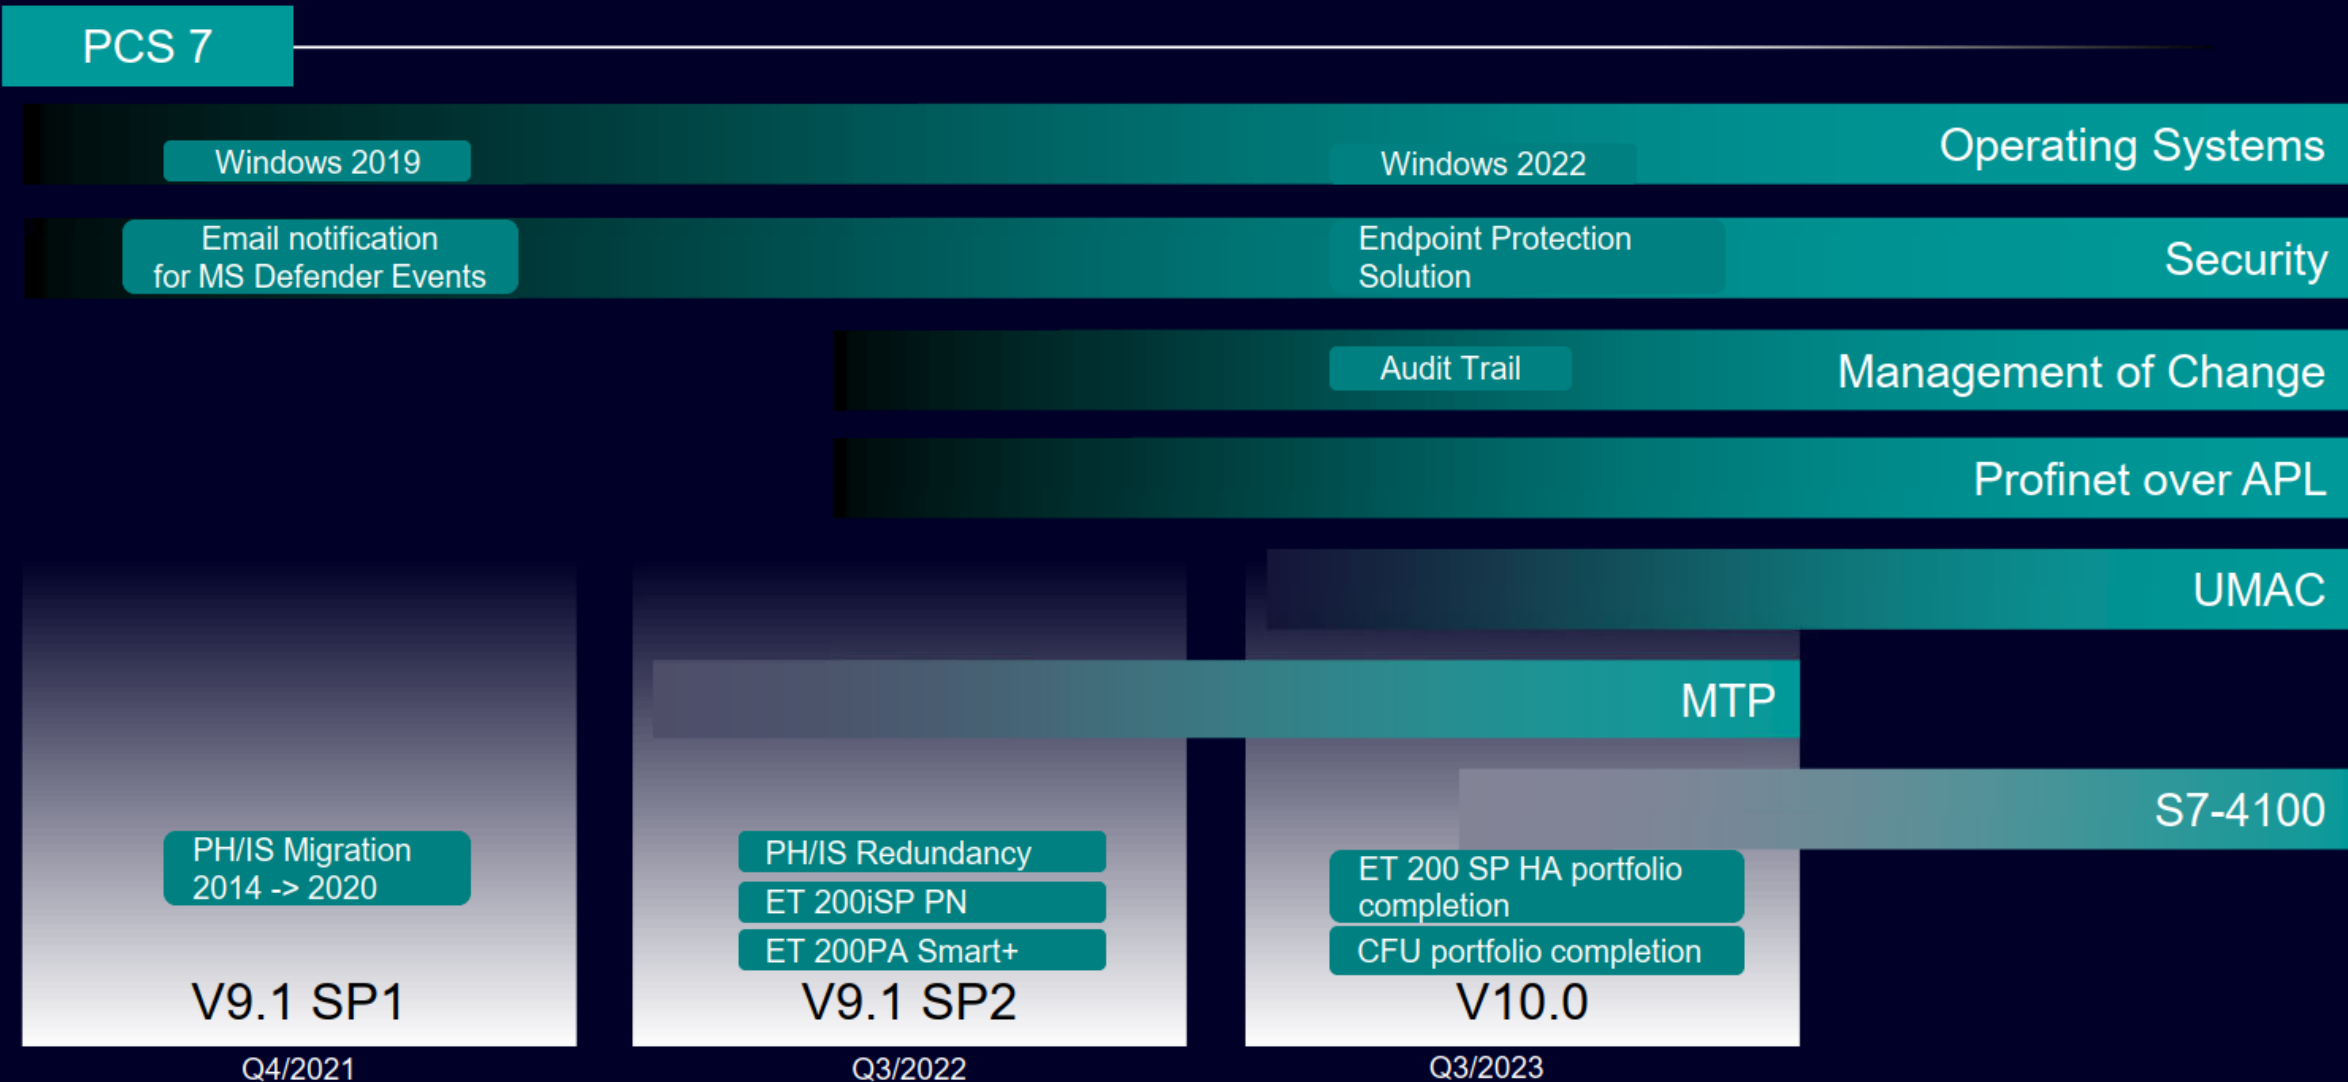 PCS 7
Operating Systems
Windows 2019
Windows 2022
Email notification
for MS Defender Events
Endpoint Protection
Solution
Security
Audit Trail
Management of Change
Profinet over APL
UMAC
MTP
S7-4100
PH/IS Migration
2014 -> 2020
PH/IS Redundancy
ET 200iSP PN
ET 200PA Smart+
ET 200 SP HA portfolio
completion
CFU portfolio completion
V9.1 SP1
V9.1 SP2
V10.0
Q4/2021
Q3/2022
Q3/2023